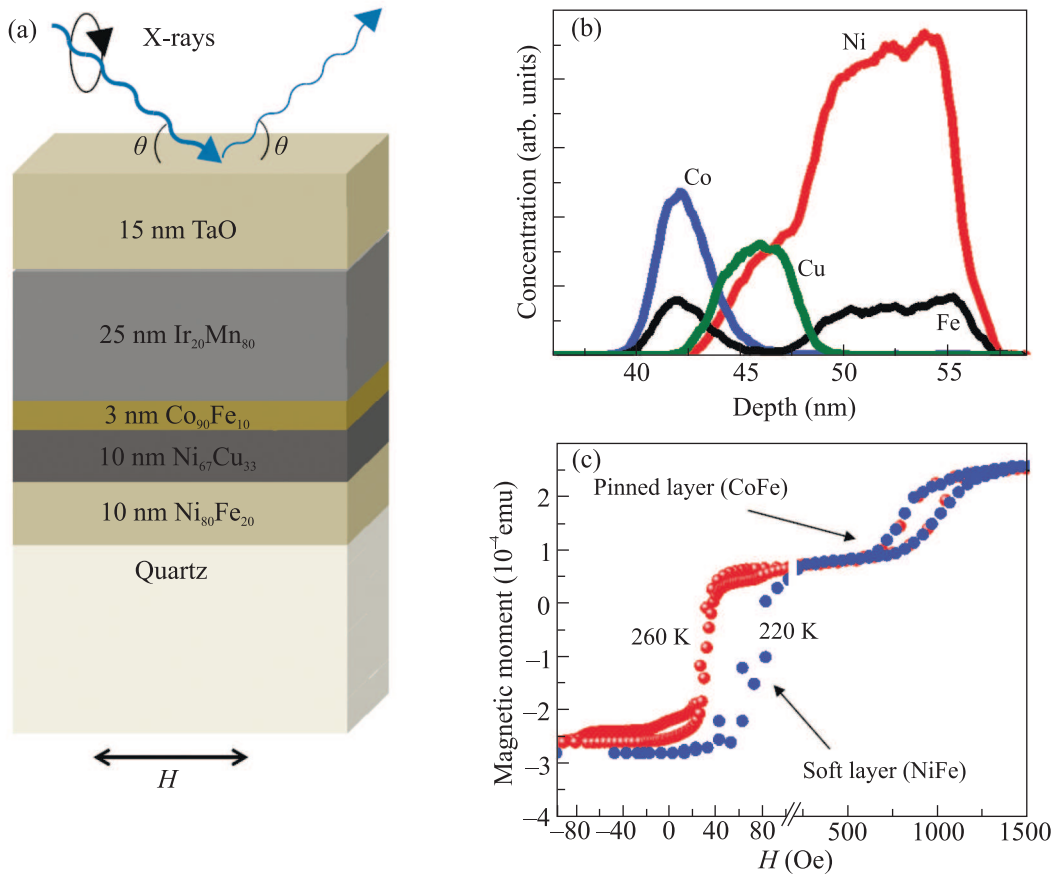 (a)
X-rays
θ
θ
15 nm TaO
25 nm Ir₂₀Mn₈₀
3 nm Co₉₀Fe₁₀
10 nm Ni₆₇Cu₃₃
10 nm Ni₈₀Fe₂₀
Quartz
H
(b)
Concentration (arb. units)
Ni
Co
Cu
Fe
40 45 50 55
Depth (nm)
(c)
Magnetic moment (10⁻⁴ emu)
2
1
0
–1
–2
–3
–4
Pinned layer (CoFe)
260 K
220 K
Soft layer (NiFe)
–80 –40 0 40 80 500 1000 1500
H (Oe)